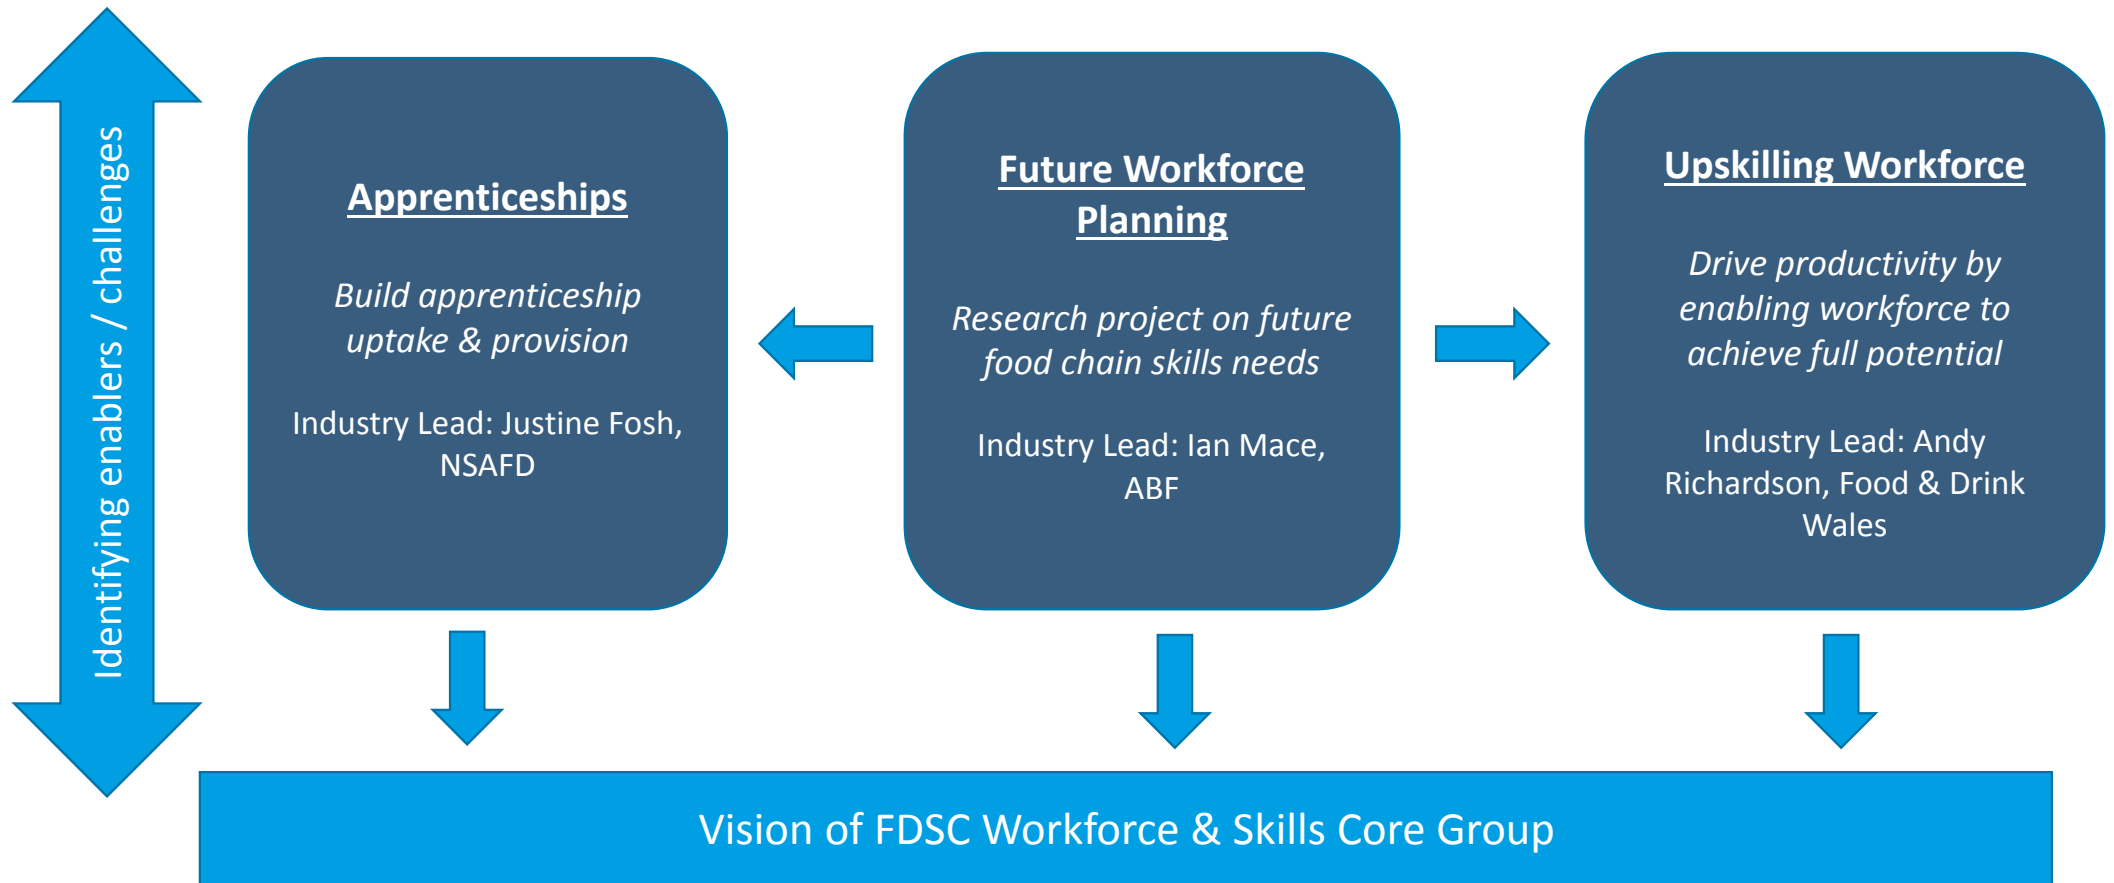 Identifying enablers / challenges
Apprenticeships
Build apprenticeship
uptake & provision
Industry Lead: Justine Fosh,
NSAFD
Future Workforce
Planning
Research project on future
food chain skills needs
Industry Lead: Ian Mace,
ABF
Upskilling Workforce
Drive productivity by
enabling workforce to
achieve full potential
Industry Lead: Andy
Richardson, Food & Drink
Wales
Vision of FDSC Workforce & Skills Core Group